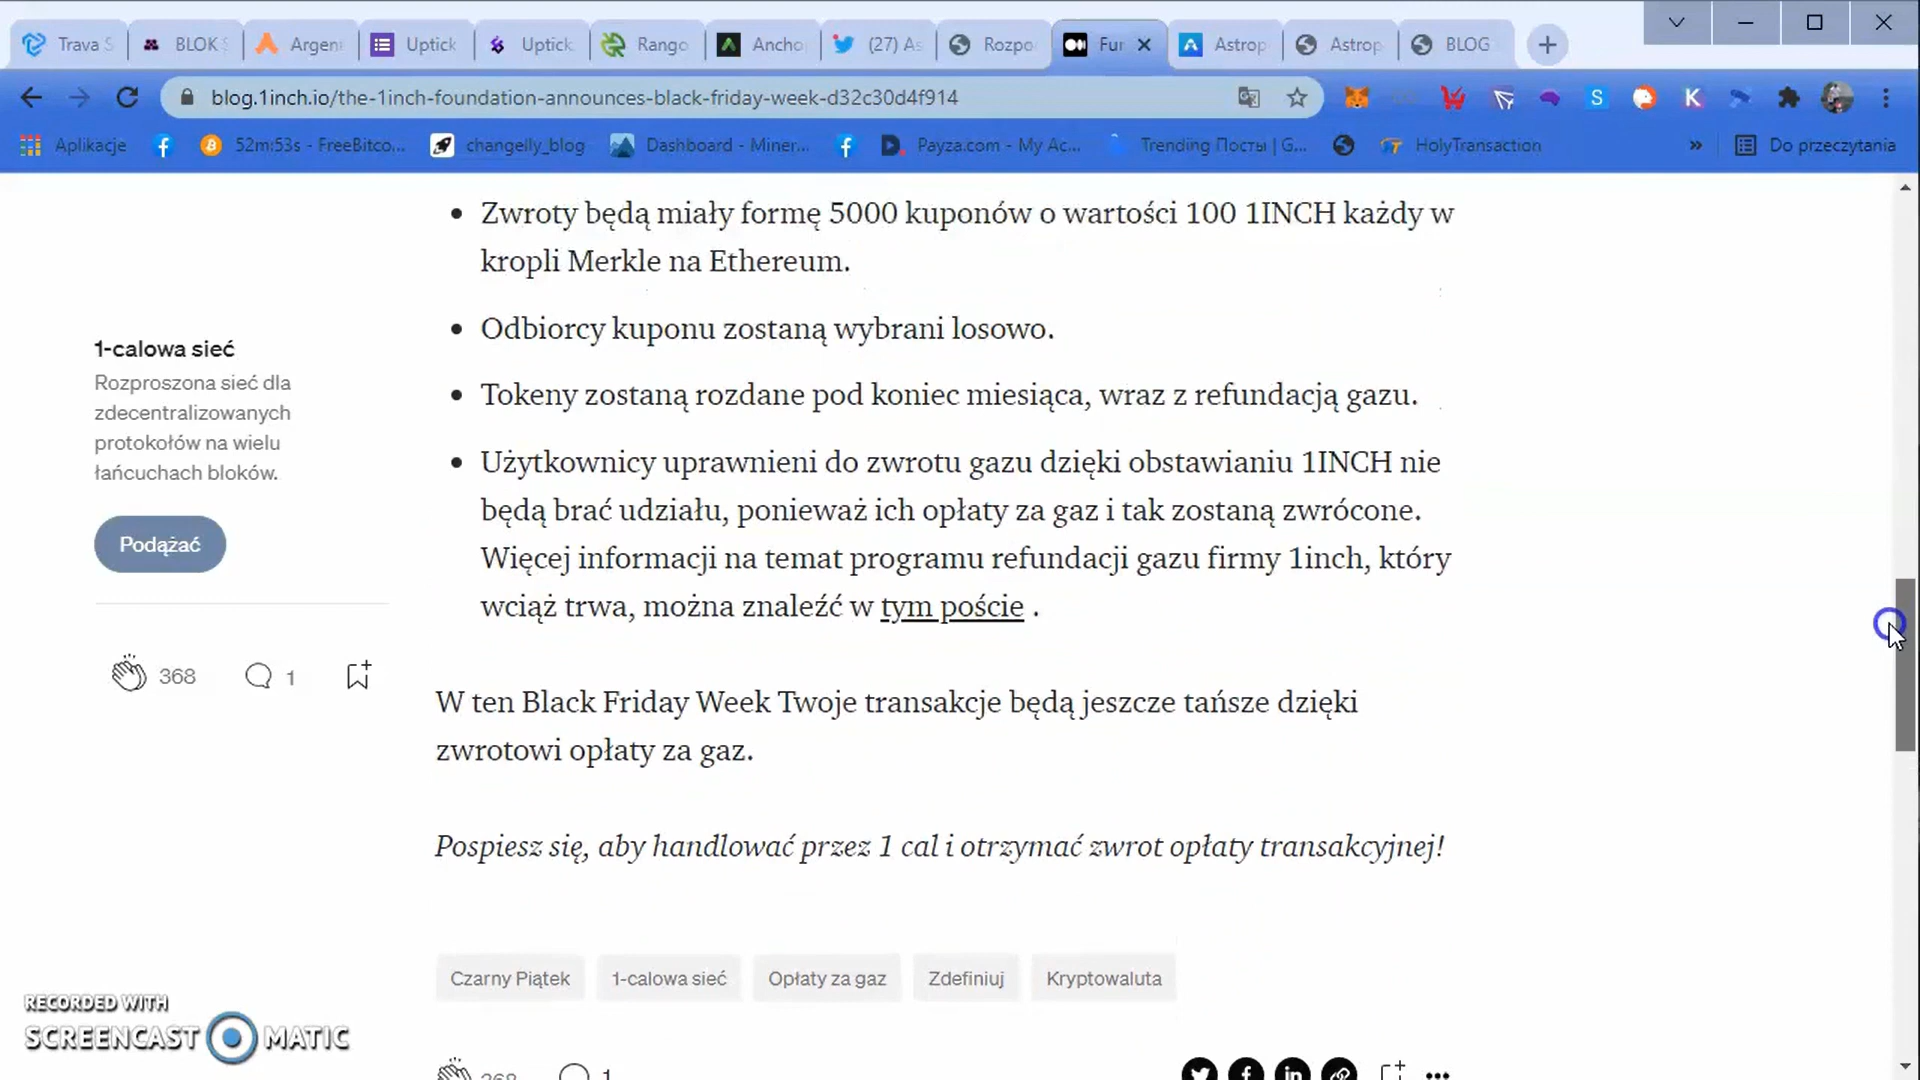 Trava S
BLOK S
Argen
Uptick
Uptick
Rango
Ancho
(27) As
Rozpo
Fur
Astrop
Astrop
BLOG
blog.1inch.io/the-1inch-foundation-announces-black-friday-week-d32c30d4f914
Aplikacje
52m:53s - FreeBitco...
changelly_blog
Dashboard - Miner...
Payza.com - My Ac...
Trending Посты | G...
HolyTransaction
»
Do przeczytania
• Zwroty będą miały formę 5000 kuponów o wartości 100 1INCH każdy w
kropli Merkle na Ethereum.
• Odbiorcy kuponu zostaną wybrani losowo.
• Tokeny zostaną rozdane pod koniec miesiąca, wraz z refundacją gazu.
• Użytkownicy uprawnieni do zwrotu gazu dzięki obstawianiu 1INCH nie
będą brać udziału, ponieważ ich opłaty za gaz i tak zostaną zwrócone.
Więcej informacji na temat programu refundacji gazu firmy 1inch, który
wciąż trwa, można znaleźć w tym poście .
1-calowa sieć
Rozproszona sieć dla
zdecentralizowanych
protokołów na wielu
łańcuchach bloków.
Podążać
368
1
W ten Black Friday Week Twoje transakcje będą jeszcze tańsze dzięki
zwrotowi opłaty za gaz.
Pospiesz się, aby handlować przez 1 cal i otrzymać zwrot opłaty transakcyjnej!
Czarny Piątek
1-calowa sieć
Opłaty za gaz
Zdefiniuj
Kryptowaluta
368
1
RECORDED WITH
SCREENCAST MATIC